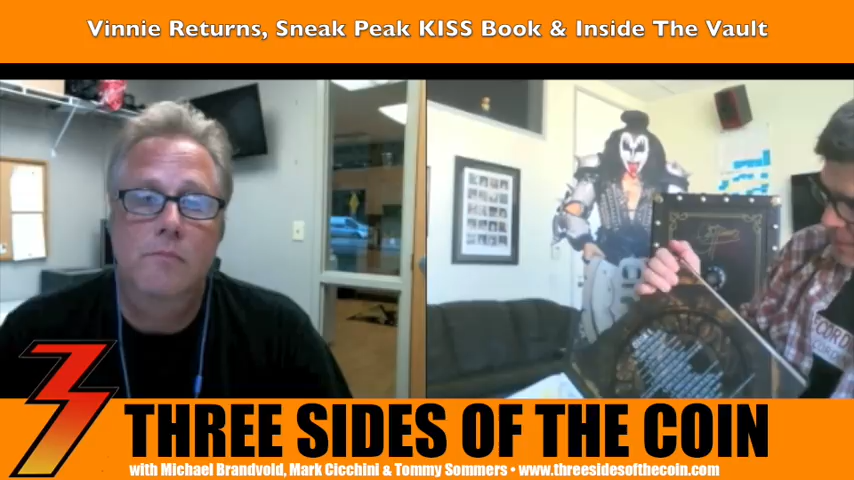 Vinnie Returns, Sneak Peak KISS Book & Inside The Vault
THREE SIDES OF THE COIN
with Michael Brandvold, Mark Cicchini & Tommy Sommers • www.threesidesofthecoin.com